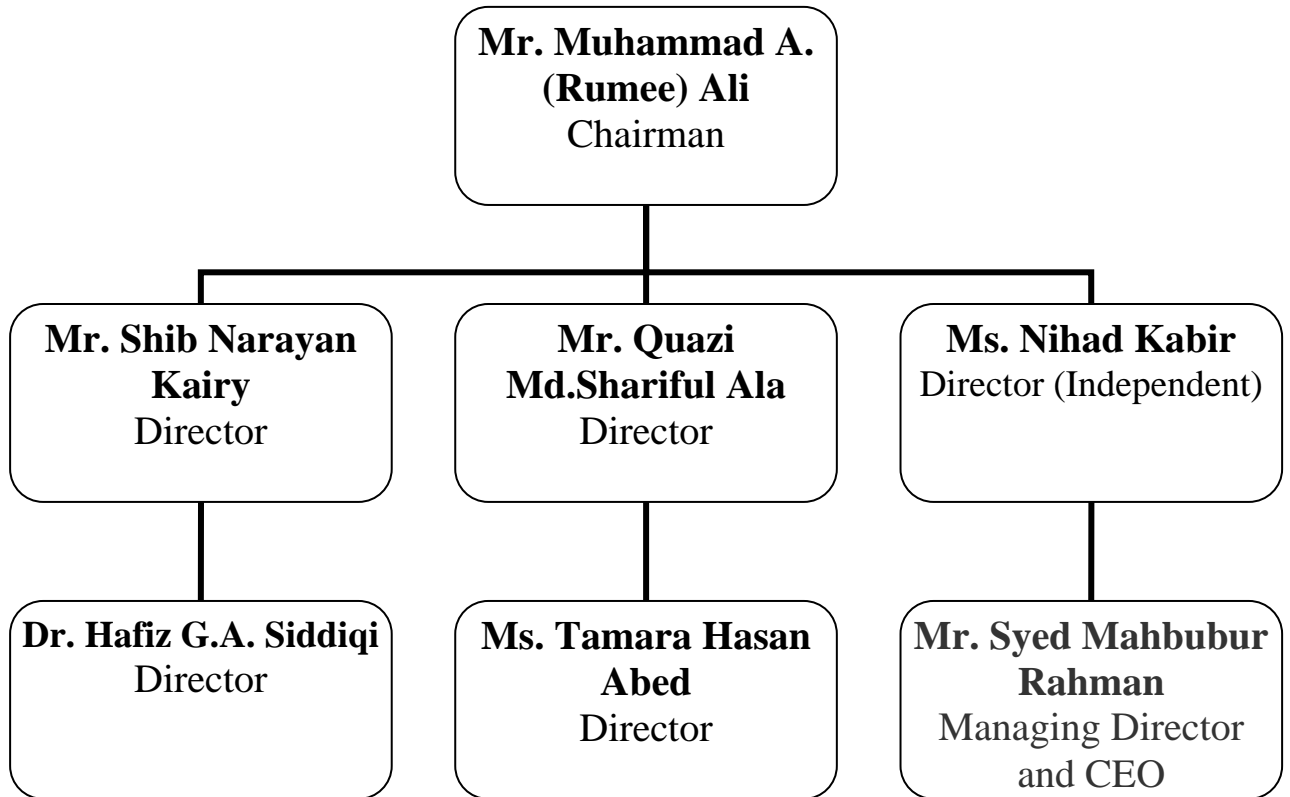 Mr. Muhammad A.
(Rumee) Ali
Chairman
Mr. Shib Narayan
Kairy
Director
Mr. Quazi
Md.Shariful Ala
Director
Ms. Nihad Kabir
Director (Independent)
Dr. Hafiz G.A. Siddiqi
Director
Ms. Tamara Hasan
Abed
Director
Mr. Syed Mahbubur
Rahman
Managing Director
and CEO